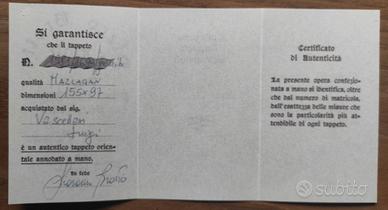 Si garantisce
che il tappeto
N.
qualità MAZLAGAN
dimensioni 155x97
acquistato dal sig.
Luigi
è un autentico tappeto orien-
tale annodato a mano.
In fede
Certificato
di Autenticità
La presente opera confezio-
nata a mano si identifica, oltre
che dal numero di matricola,
dall'esattezza delle misure che
sono la particolarità più at-
tendibile di ogni tappeto.
subito